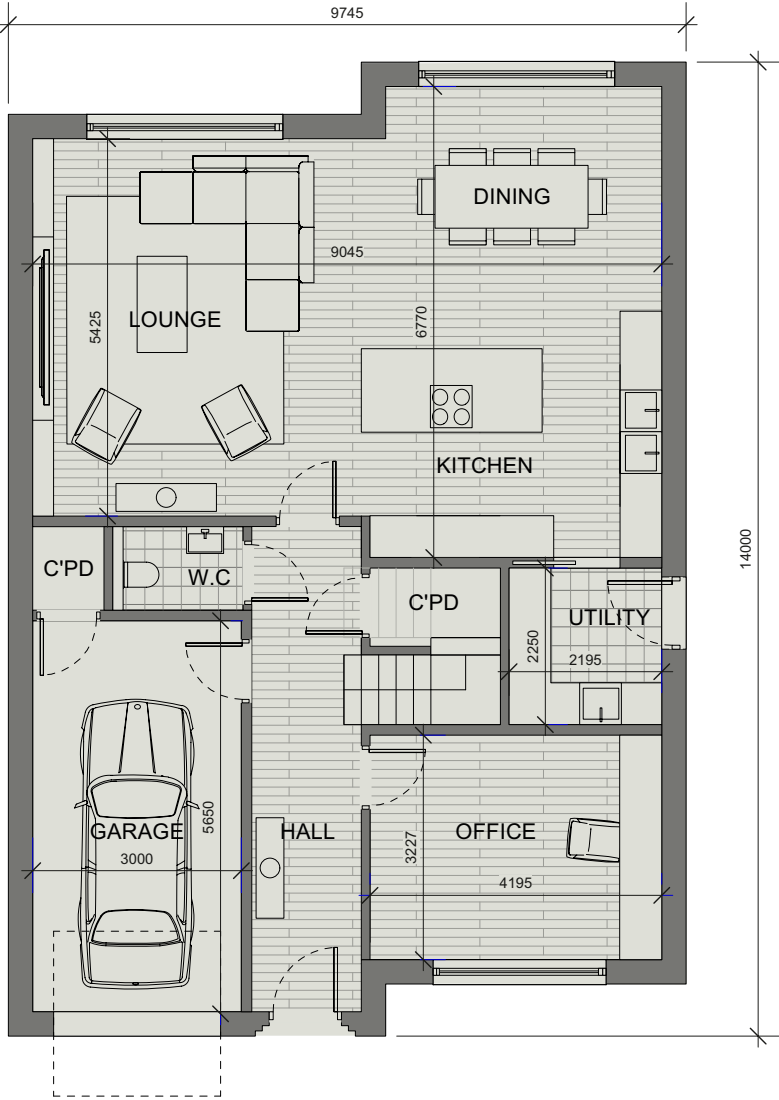 9745
DINING
9045
LOUNGE
5425
6770
KITCHEN
14000
C'PD
W.C
C'PD
UTILITY
2250
2195
GARAGE
5650
HALL
OFFICE
3227
3000
4195